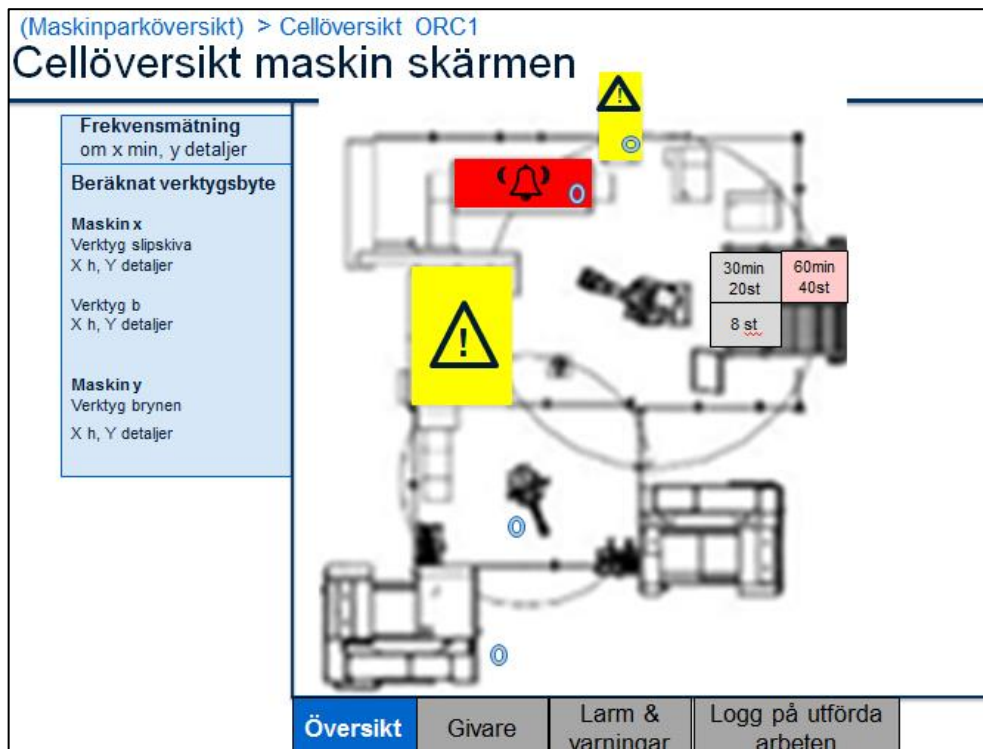 (Maskinparköversikt) > Cellöversikt ORC1
Cellöversikt maskin skärmen
Frekvensmätning
om x min, y detaljer
Beräknat verktygsbyte
Maskin x
Verktyg slipskiva
X h, Y detaljer
Verktyg b
X h, Y detaljer
Maskin y
Verktyg brynen
X h, Y detaljer
!
!
30min
20st
60min
40st
8 st
Översikt
Givare
Larm &
varningar
Logg på utförda
arbeten